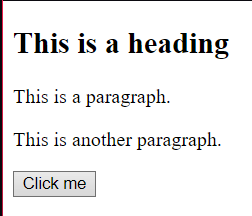 This is a heading
This is a paragraph.
This is another paragraph.
Click me